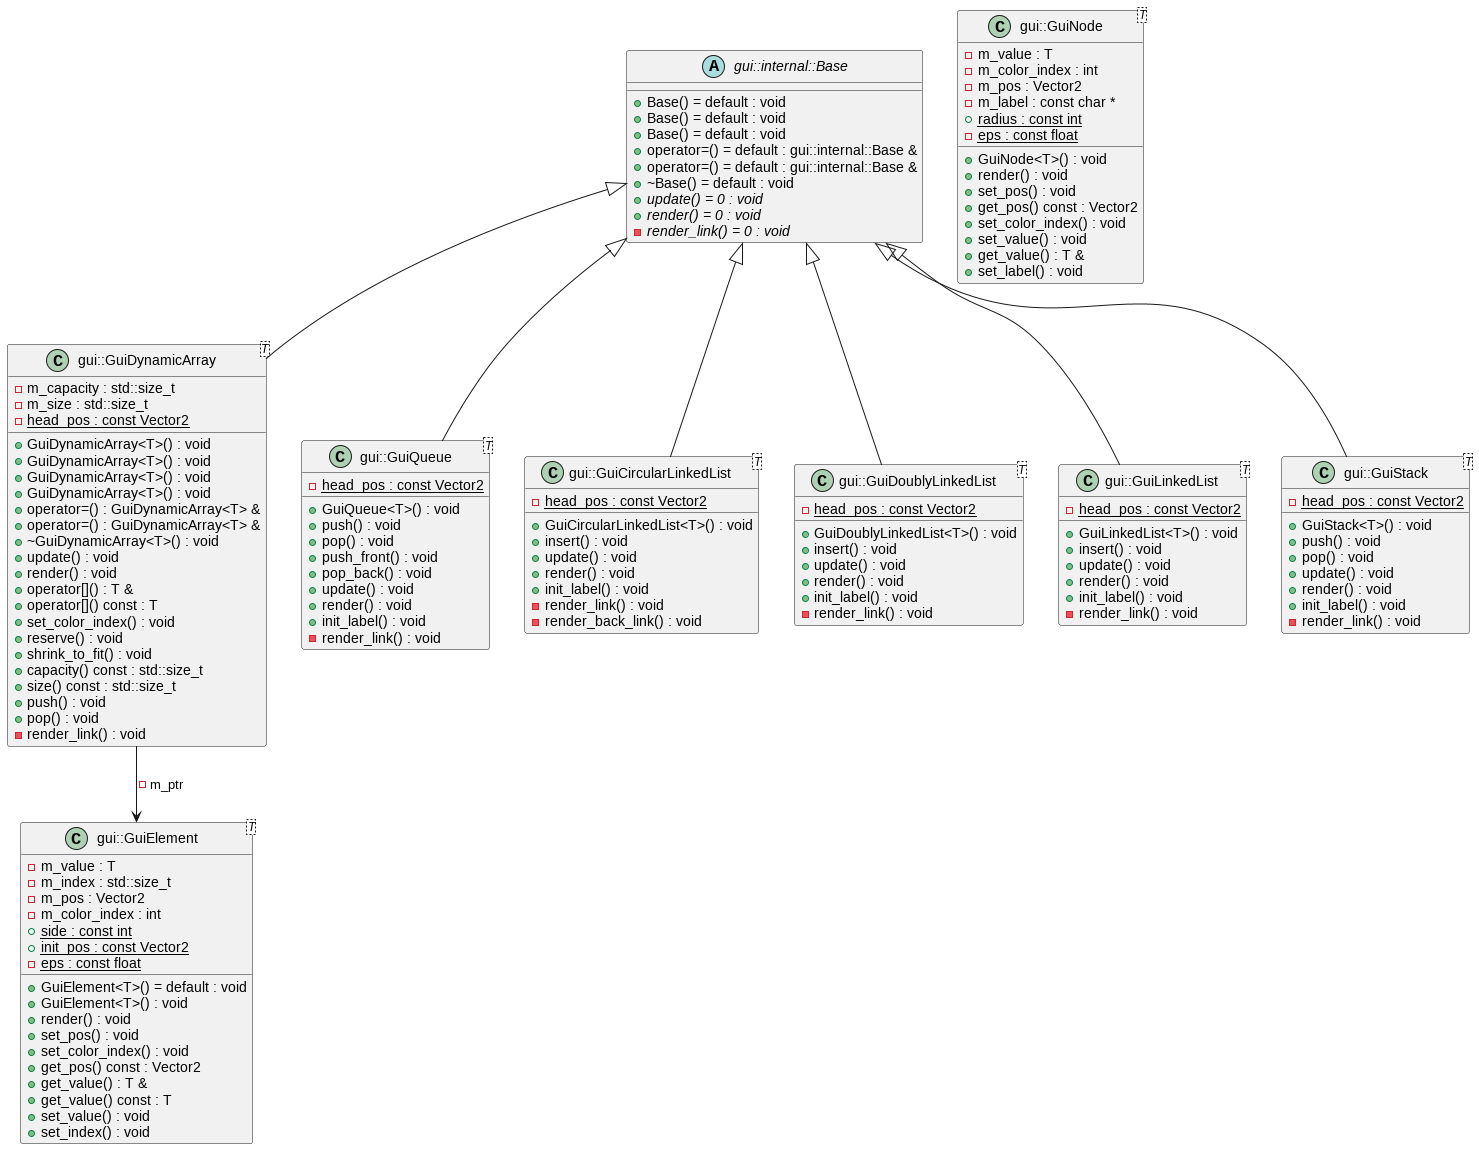 A gui::internal::Base
Base() = default : void
Base() = default : void
Base() = default : void
operator=() = default : gui::internal::Base &
operator=() = default : gui::internal::Base &
~Base() = default : void
update() = 0 : void
render() = 0 : void
render_link() = 0 : void
C gui::GuiNode T
m_value : T
m_color_index : int
m_pos : Vector2
m_label : const char *
radius : const int
eps : const float
GuiNode<T>() : void
render() : void
set_pos() : void
get_pos() const : Vector2
set_color_index() : void
set_value() : void
get_value() : T &
set_label() : void
C gui::GuiDynamicArray T
m_capacity : std::size_t
m_size : std::size_t
head_pos : const Vector2
GuiDynamicArray<T>() : void
GuiDynamicArray<T>() : void
GuiDynamicArray<T>() : void
GuiDynamicArray<T>() : void
operator=() : GuiDynamicArray<T> &
operator=() : GuiDynamicArray<T> &
~GuiDynamicArray<T>() : void
update() : void
render() : void
operator[]() : T &
operator[]() const : T
set_color_index() : void
reserve() : void
shrink_to_fit() : void
capacity() const : std::size_t
size() const : std::size_t
push() : void
pop() : void
render_link() : void
C gui::GuiQueue T
head_pos : const Vector2
GuiQueue<T>() : void
push() : void
pop() : void
push_front() : void
pop_back() : void
update() : void
render() : void
init_label() : void
render_link() : void
C gui::GuiCircularLinkedList T
head_pos : const Vector2
GuiCircularLinkedList<T>() : void
insert() : void
update() : void
render() : void
init_label() : void
render_link() : void
render_back_link() : void
C gui::GuiDoublyLinkedList T
head_pos : const Vector2
GuiDoublyLinkedList<T>() : void
insert() : void
update() : void
render() : void
init_label() : void
render_link() : void
C gui::GuiLinkedList T
head_pos : const Vector2
GuiLinkedList<T>() : void
insert() : void
update() : void
render() : void
init_label() : void
render_link() : void
C gui::GuiStack T
head_pos : const Vector2
GuiStack<T>() : void
push() : void
pop() : void
update() : void
render() : void
init_label() : void
render_link() : void
m_ptr
C gui::GuiElement T
m_value : T
m_index : std::size_t
m_pos : Vector2
m_color_index : int
side : const int
init_pos : const Vector2
eps : const float
GuiElement<T>() = default : void
GuiElement<T>() : void
render() : void
set_pos() : void
set_color_index() : void
get_pos() const : Vector2
get_value() : T &
get_value() const : T
set_value() : void
set_index() : void